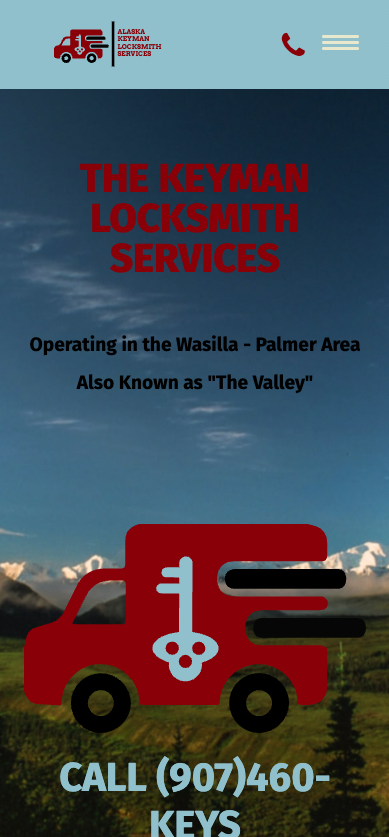 ALASKA
KEYMAN
LOCKSMITH
SERVICES
THE KEYMAN
LOCKSMITH
SERVICES
Operating in the Wasilla - Palmer Area
Also Known as "The Valley"
CALL (907)460-
KEYS